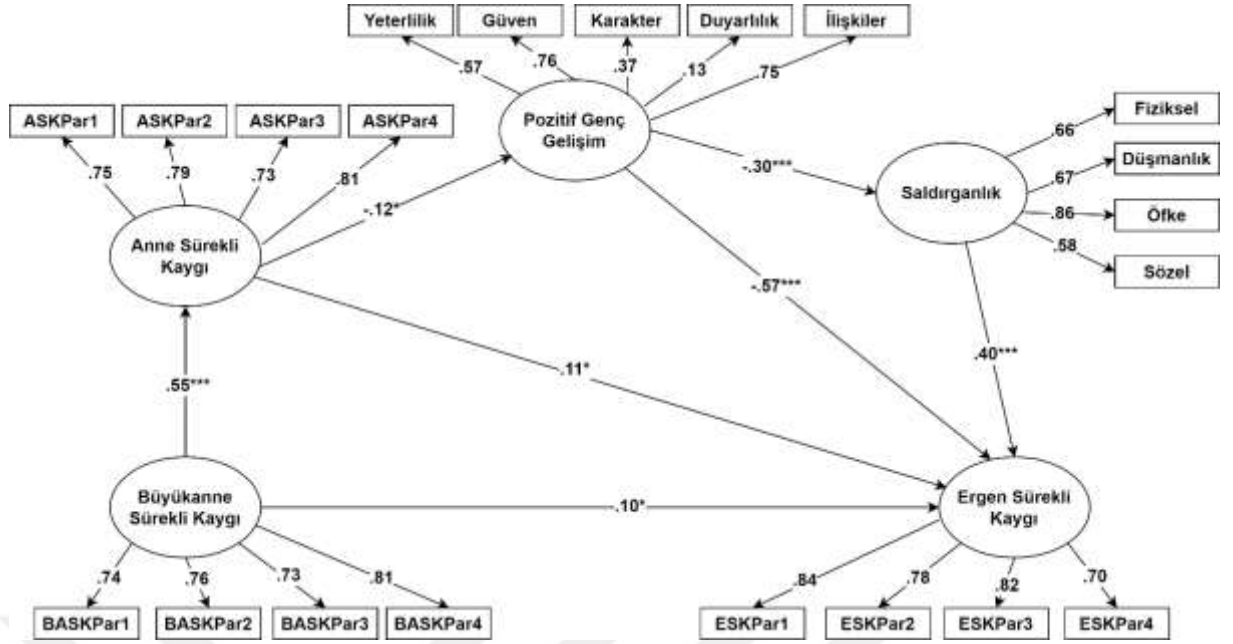 Yeterlilik Güven Karakter Duyarlılık İlişkiler
.57 .76 .37 .13 .75
ASKPar1 ASKPar2 ASKPar3 ASKPar4
.75 .79 .73 .81
Pozitif Genç
Gelişim
Fiziksel
Düşmanlık
Öfke
Sözel
.66
.67
.86
.58
Saldırganlık
-.30***
-.12*
Anne Sürekli
Kaygı
-.57***
.40***
.11*
.55***
Büyükanne
Sürekli Kaygı
-.10*
Ergen Sürekli
Kaygı
.74 .76 .73 .81
BASKPar1 BASKPar2 BASKPar3 BASKPar4
.84 .78 .82 .70
ESKPar1 ESKPar2 ESKPar3 ESKPar4